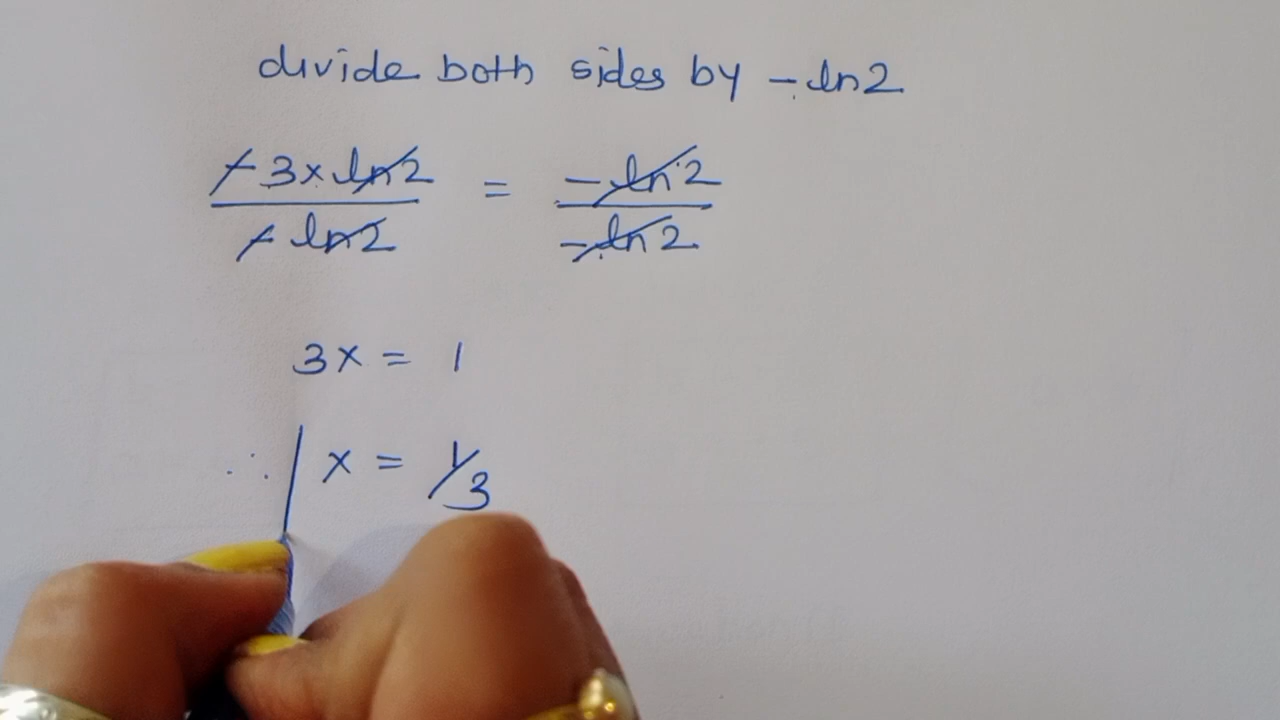 divide both sides by - ln2
-3x ln2 / -ln2 = -ln2 / -ln2
3x = 1
∴ x = 1/3